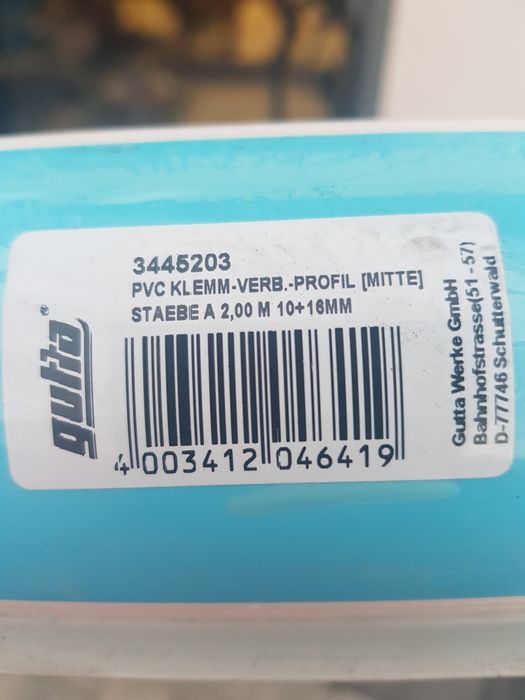 3445203
PVC KLEMM-VERB.-PROFIL [MITTE]
STAEBE A 2,00 M 10+16MM
4 003412 046419
gutta®
Gutta Werke GmbH
Bahnhofstrasse(51-57)
D-77746 Schutterwald